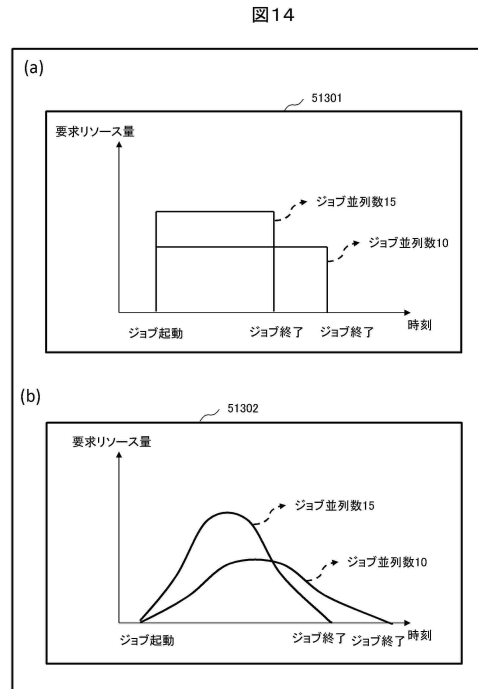 図14
(a)
51301
要求リソース量
ジョブ並列数15
ジョブ並列数10
時刻
ジョブ起動 ジョブ終了 ジョブ終了
(b)
51302
要求リソース量
ジョブ並列数15
ジョブ並列数10
時刻
ジョブ起動 ジョブ終了 ジョブ終了